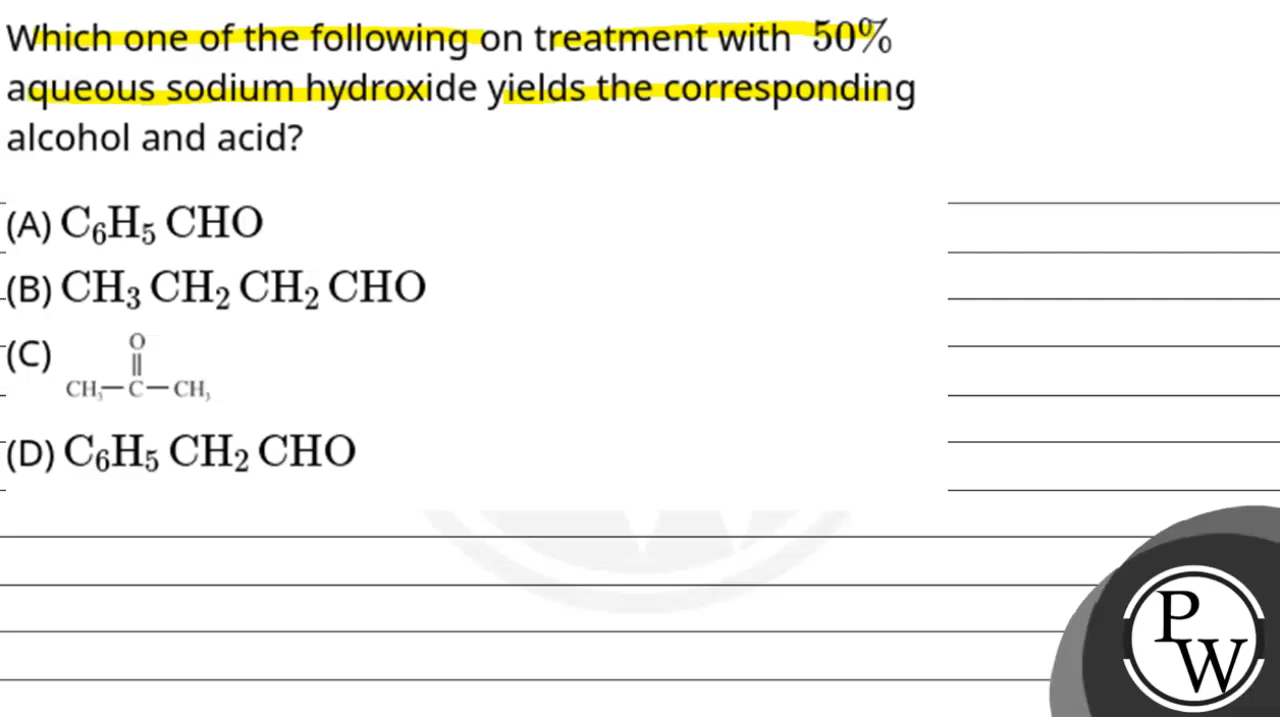 Which one of the following on treatment with 50%
aqueous sodium hydroxide yields the corresponding
alcohol and acid?
(A) C₆H₅ CHO
(B) CH₃ CH₂ CH₂ CHO
(C) O
CH₃—C—CH₃
(D) C₆H₅ CH₂ CHO
P
W